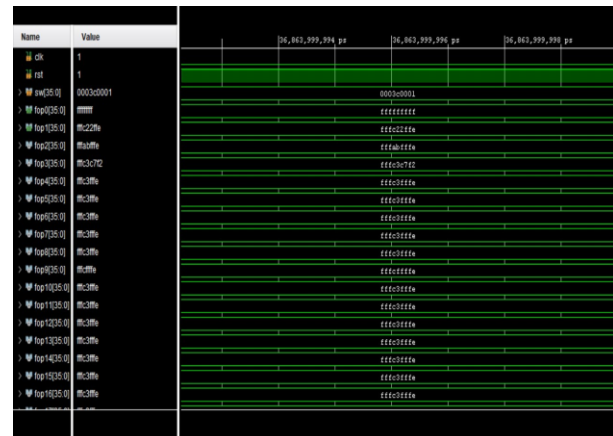 Name Value
36,063,999,994 ps 36,063,999,996 ps 36,063,999,998 ps
clk 1
rst 1
sw[35:0] 0003c0001 0003c0001
fop0[35:0] fffffffff fffffffff
fop1[35:0] fffc22ffe fffc22ffe
fop2[35:0] fffabfffe fffabfffe
fop3[35:0] fffc3c7f2 fffc3c7f2
fop4[35:0] fffc3fffe fffc3fffe
fop5[35:0] fffc3fffe fffc3fffe
fop6[35:0] fffc3fffe fffc3fffe
fop7[35:0] fffc3fffe fffc3fffe
fop8[35:0] fffc3fffe fffc3fffe
fop9[35:0] fffcffffe fffcffffe
fop10[35:0] fffc3fffe fffc3fffe
fop11[35:0] fffc3fffe fffc3fffe
fop12[35:0] fffc3fffe fffc3fffe
fop13[35:0] fffc3fffe fffc3fffe
fop14[35:0] fffc3fffe fffc3fffe
fop15[35:0] fffc3fffe fffc3fffe
fop16[35:0] fffc3fffe fffc3fffe